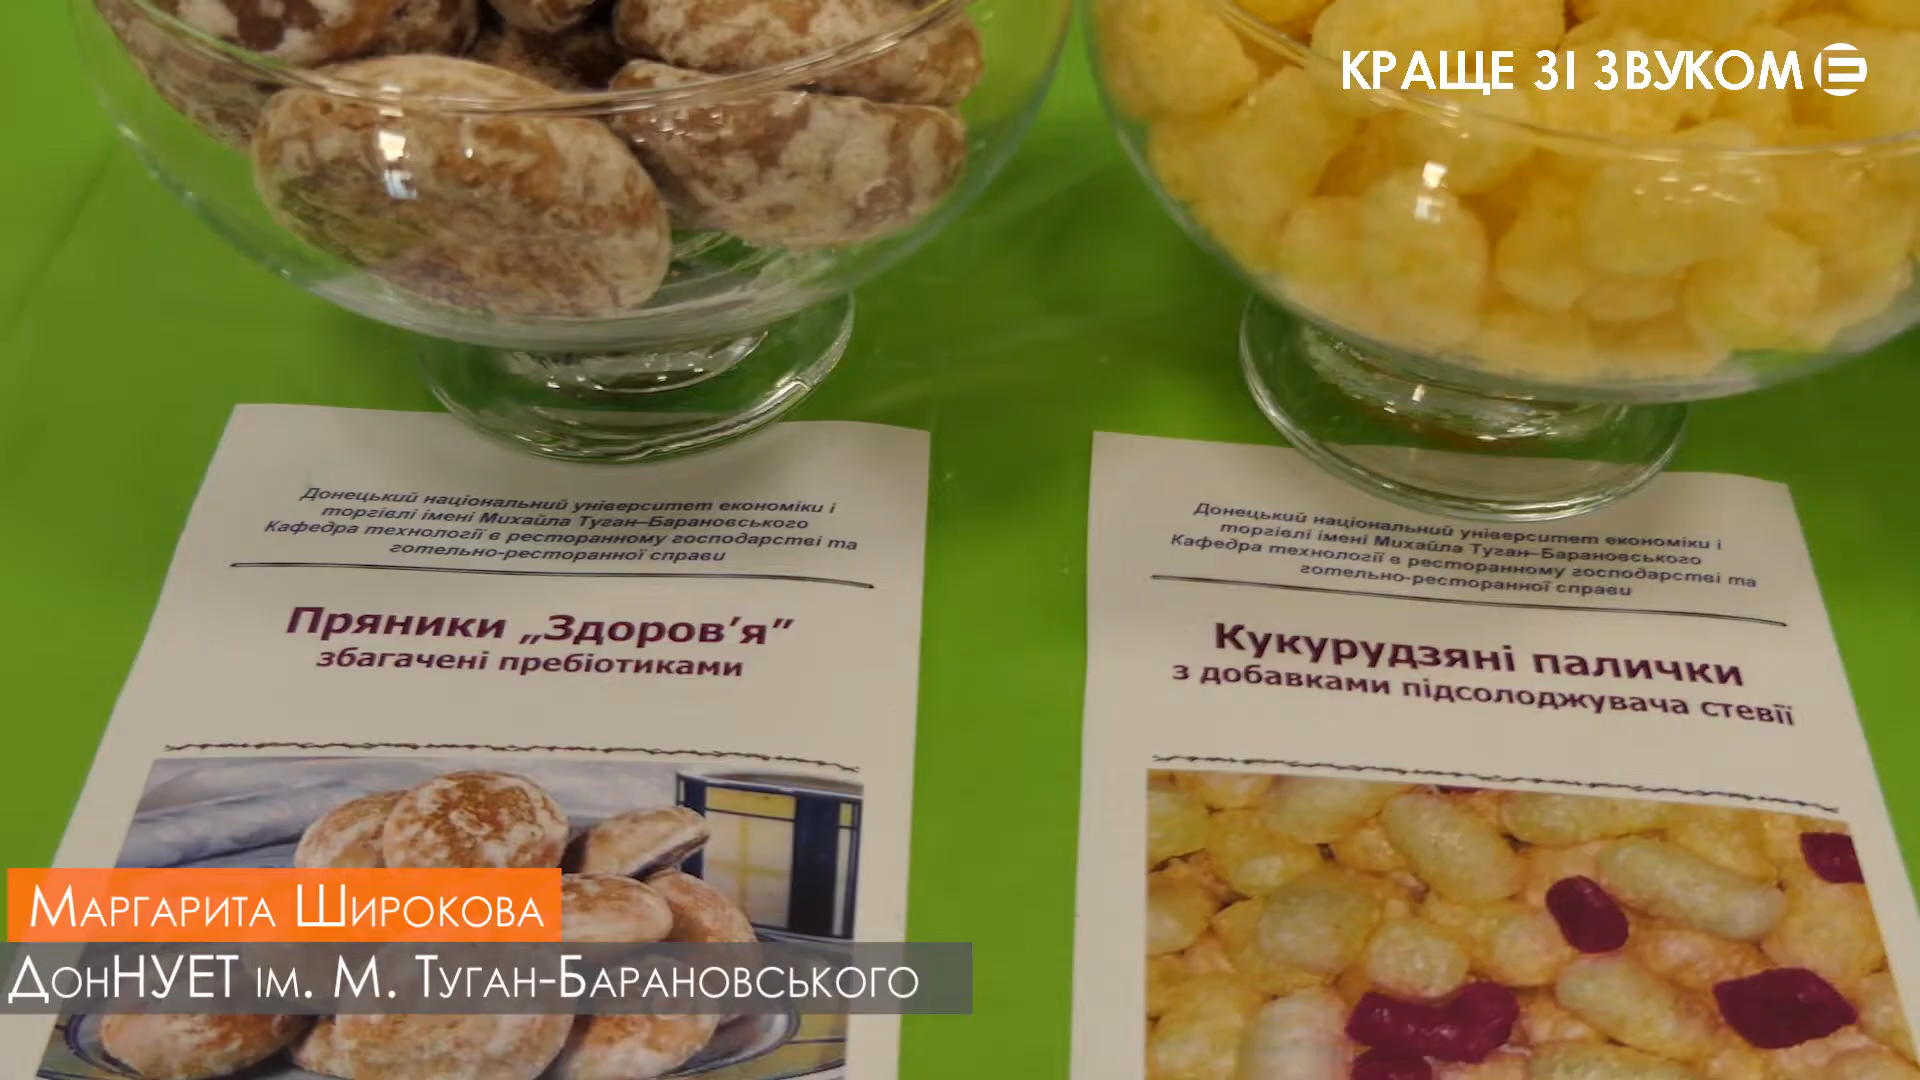 КРАЩЕ ЗІ ЗВУКОМ
Донецький національний університет економіки і
торгівлі імені Михайла Туган–Барановського
Кафедра технології в ресторанному господарстві та
готельно-ресторанної справи
Пряники „Здоров’я”
збагачені пребіотиками
Донецький національний університет економіки і
торгівлі імені Михайла Туган–Барановського
Кафедра технології в ресторанному господарстві та
готельно-ресторанної справи
Кукурудзяні палички
з добавками підсолоджувача стевії
Маргарита Широкова
ДонНУЕТ ім. М. Туган-Барановського